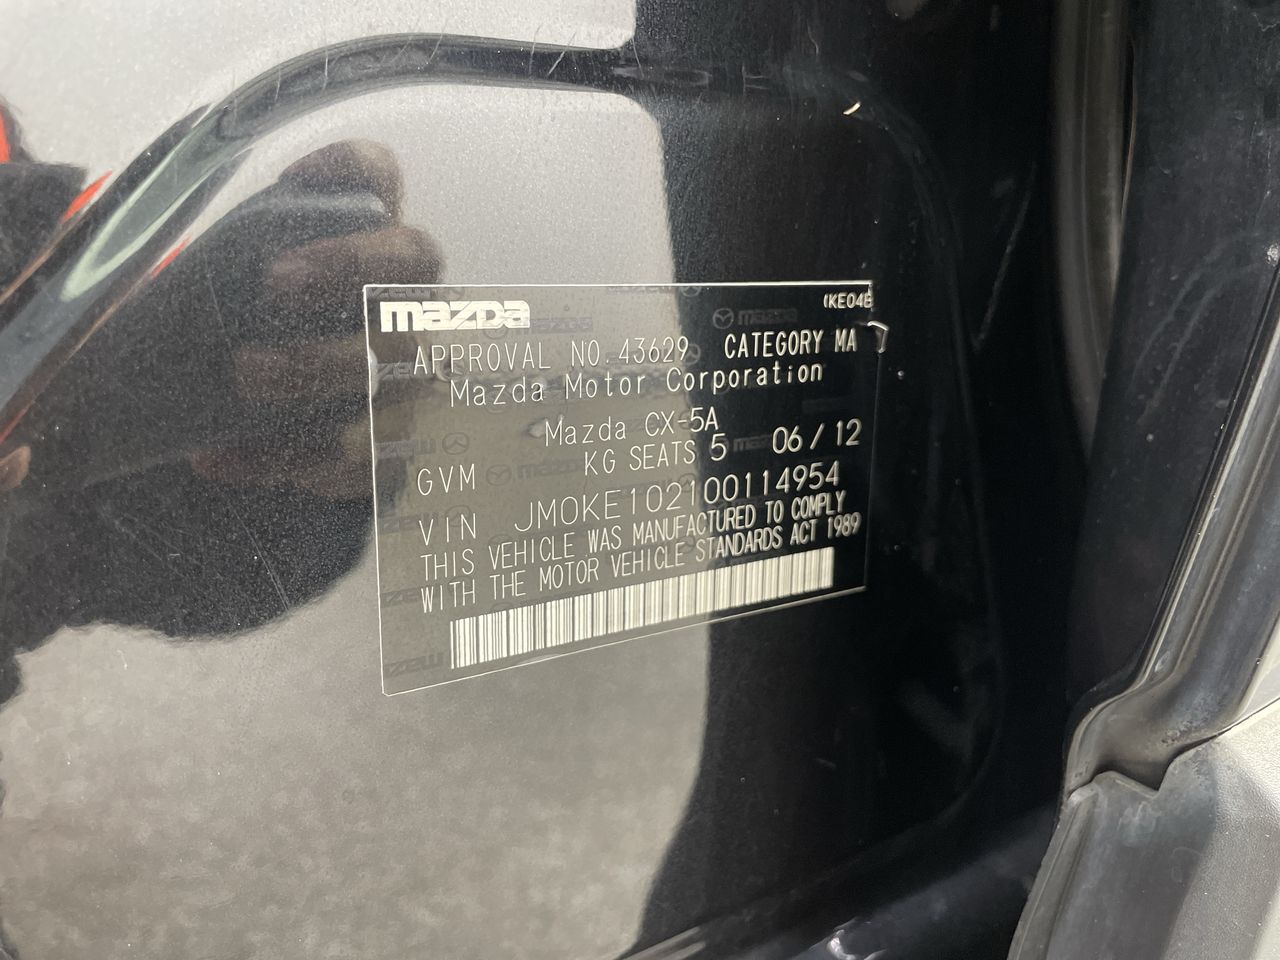 mazda
(KE04B
APPROVAL NO. 43629 CATEGORY MA
Mazda Motor Corporation
Mazda CX-5A
GVM KG SEATS 5 06/12
VIN JM0KE102100114954
THIS VEHICLE WAS MANUFACTURED TO COMPLY
WITH THE MOTOR VEHICLE STANDARDS ACT 1989